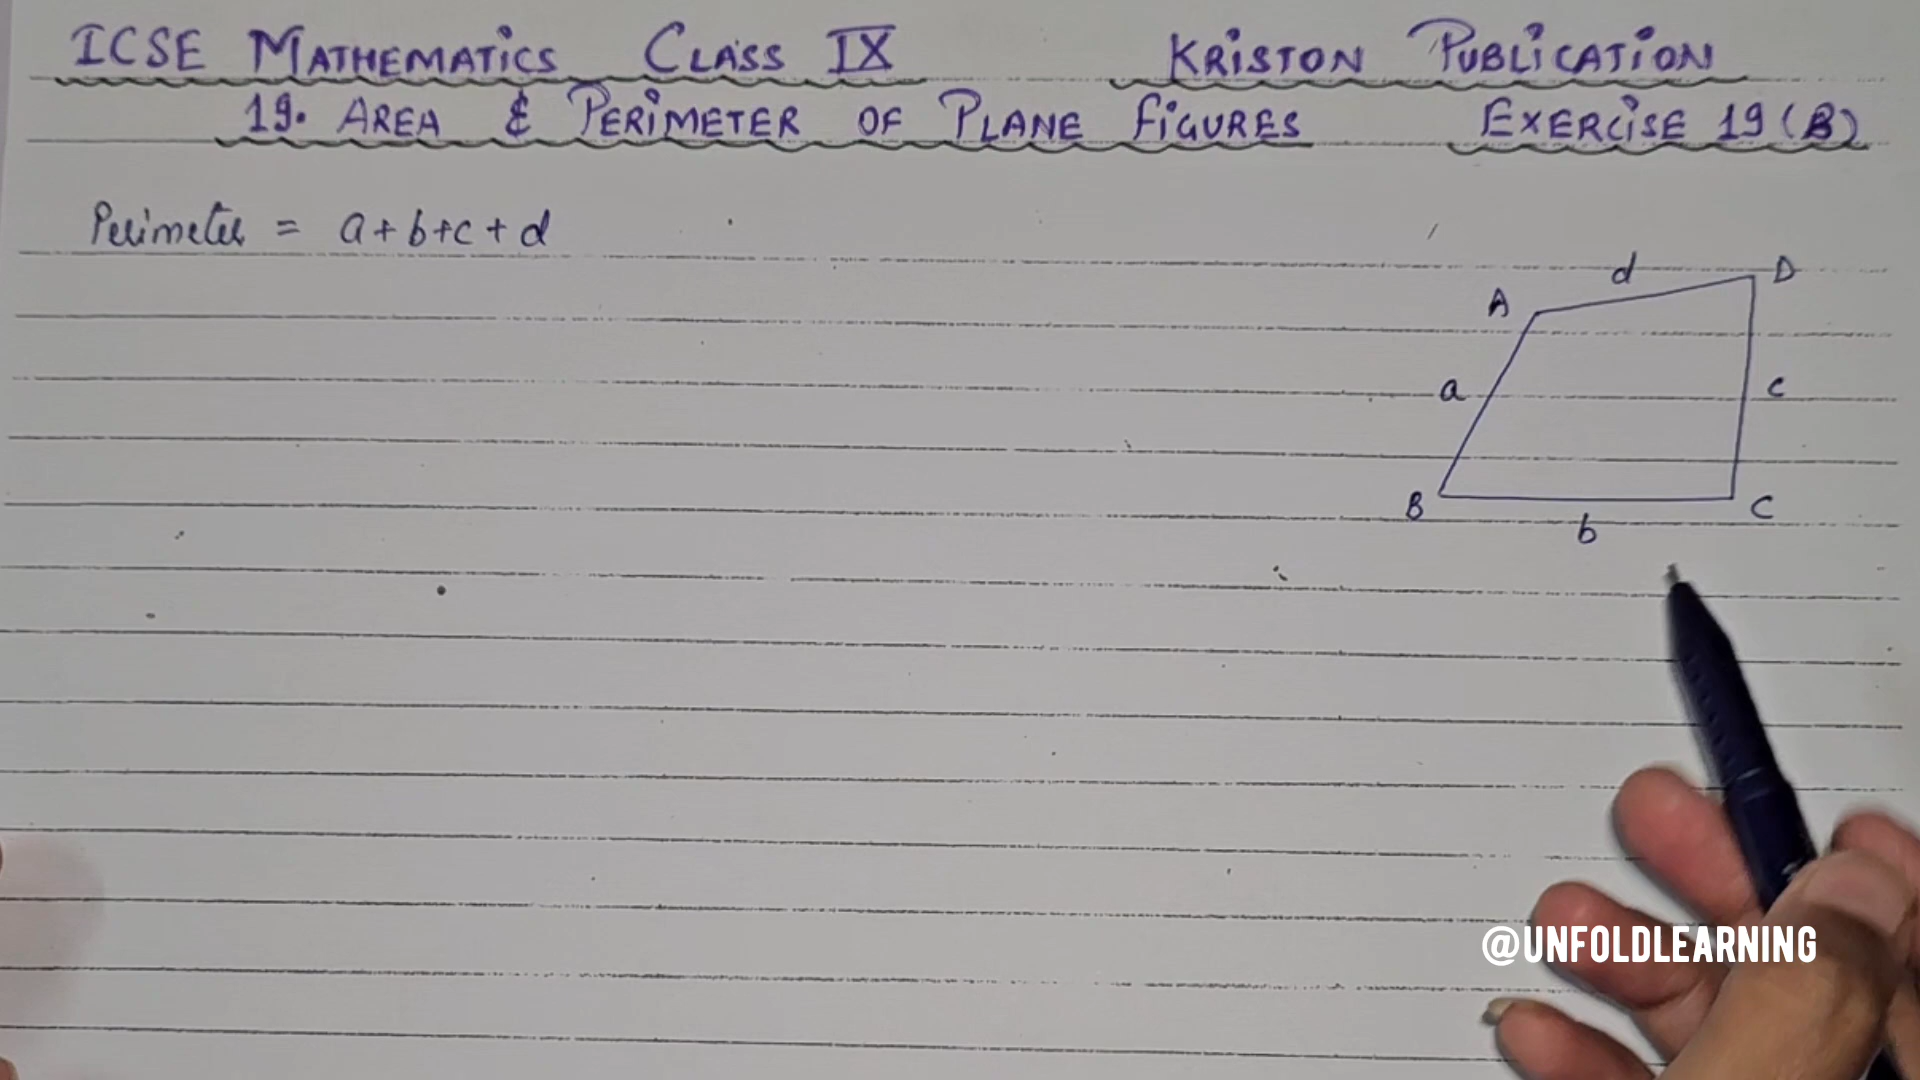 ICSE MATHEMATICS CLASS IX KRISTON PUBLICATION
19. AREA & PERIMETER OF PLANE FIGURES EXERCISE 19 (B)
Perimeter = a+b+c+d
d
D
A
a
c
B
C
b
@UNFOLDLEARNING